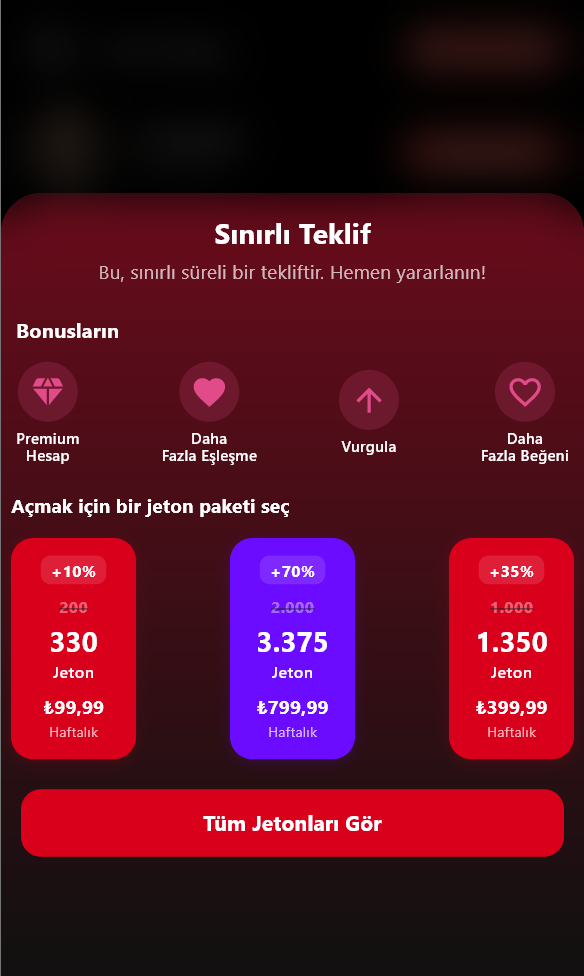 Sınırlı Teklif
Bu, sınırlı süreli bir tekliftir. Hemen yararlanın!
Bonusların
Premium
Hesap
Daha
Fazla Eşleşme
Vurgula
Daha
Fazla Beğeni
Açmak için bir jeton paketi seç
+10%
200
330
Jeton
₺99,99
Haftalık
+70%
2.000
3.375
Jeton
₺799,99
Haftalık
+35%
1.000
1.350
Jeton
₺399,99
Haftalık
Tüm Jetonları Gör